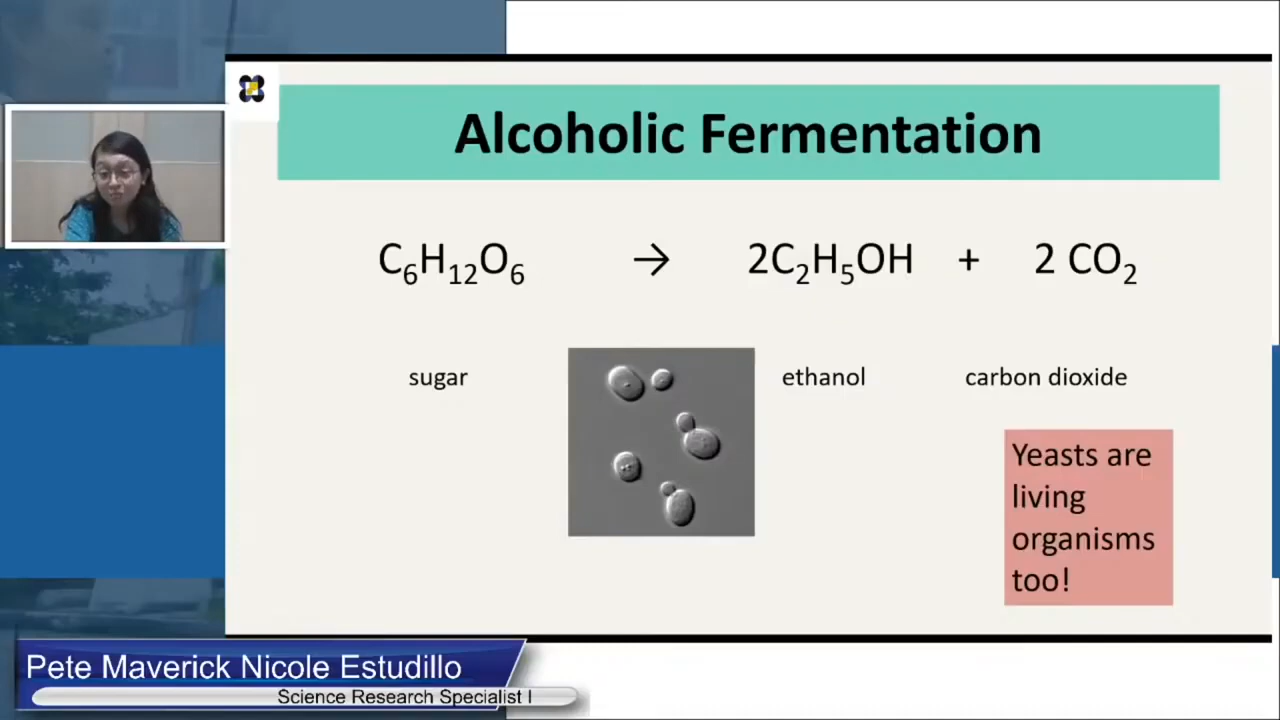 Alcoholic Fermentation
C₆H₁₂O₆ → 2C₂H₅OH + 2 CO₂
sugar ethanol carbon dioxide
Yeasts are
living
organisms
too!
Pete Maverick Nicole Estudillo
Science Research Specialist I